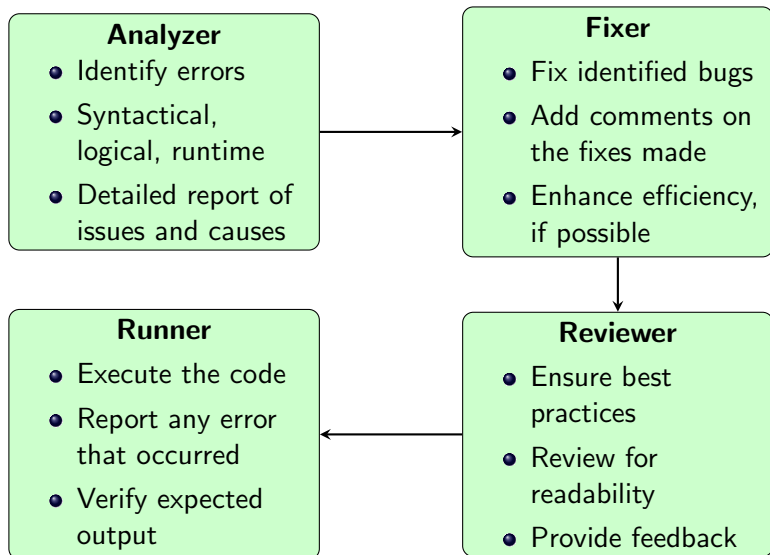 Analyzer
Identify errors
Syntactical,
logical, runtime
Detailed report of
issues and causes
Fixer
Fix identified bugs
Add comments on
the fixes made
Enhance efficiency,
if possible
Reviewer
Ensure best
practices
Review for
readability
Provide feedback
Runner
Execute the code
Report any error
that occurred
Verify expected
output